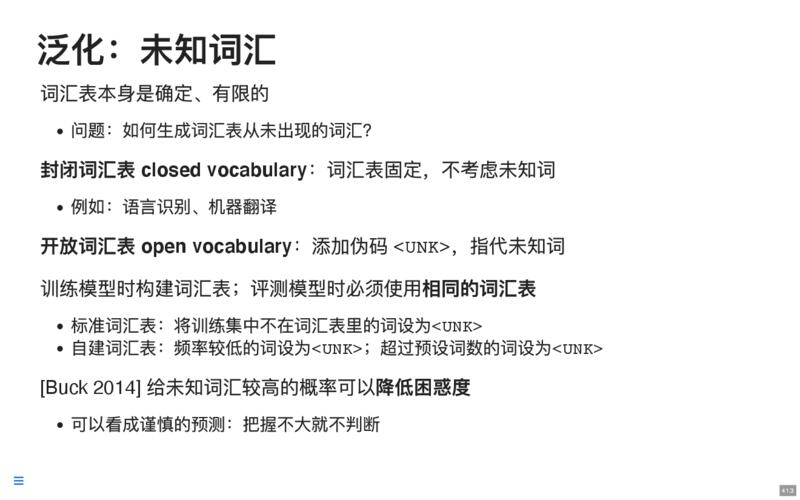 泛化：未知词汇
词汇表本身是确定、有限的
• 问题：如何生成词汇表从未出现的词汇？
封闭词汇表 closed vocabulary：词汇表固定，不考虑未知词
• 例如：语言识别、机器翻译
开放词汇表 open vocabulary：添加伪码 <UNK>，指代未知词
训练模型时构建词汇表；评测模型时必须使用相同的词汇表
• 标准词汇表：将训练集中不在词汇表里的词设为<UNK>
• 自建词汇表：频率较低的词设为<UNK>；超过预设词数的词设为<UNK>
[Buck 2014] 给未知词汇较高的概率可以降低困惑度
• 可以看成谨慎的预测：把握不大就不判断